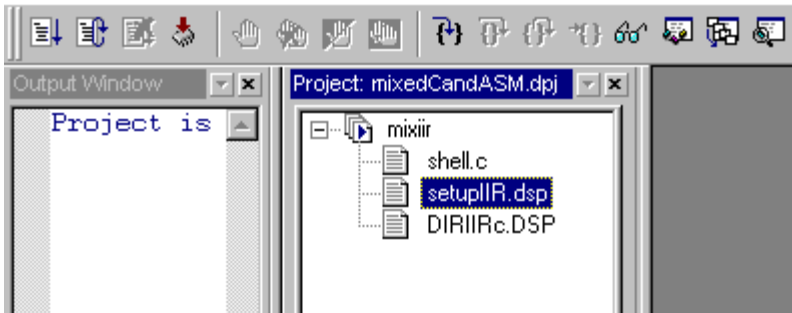 Output Window
Project: mixedCandASM.dpj
Project is
mixiir
shell.c
setupIIR.dsp
DIRIIRc.DSP